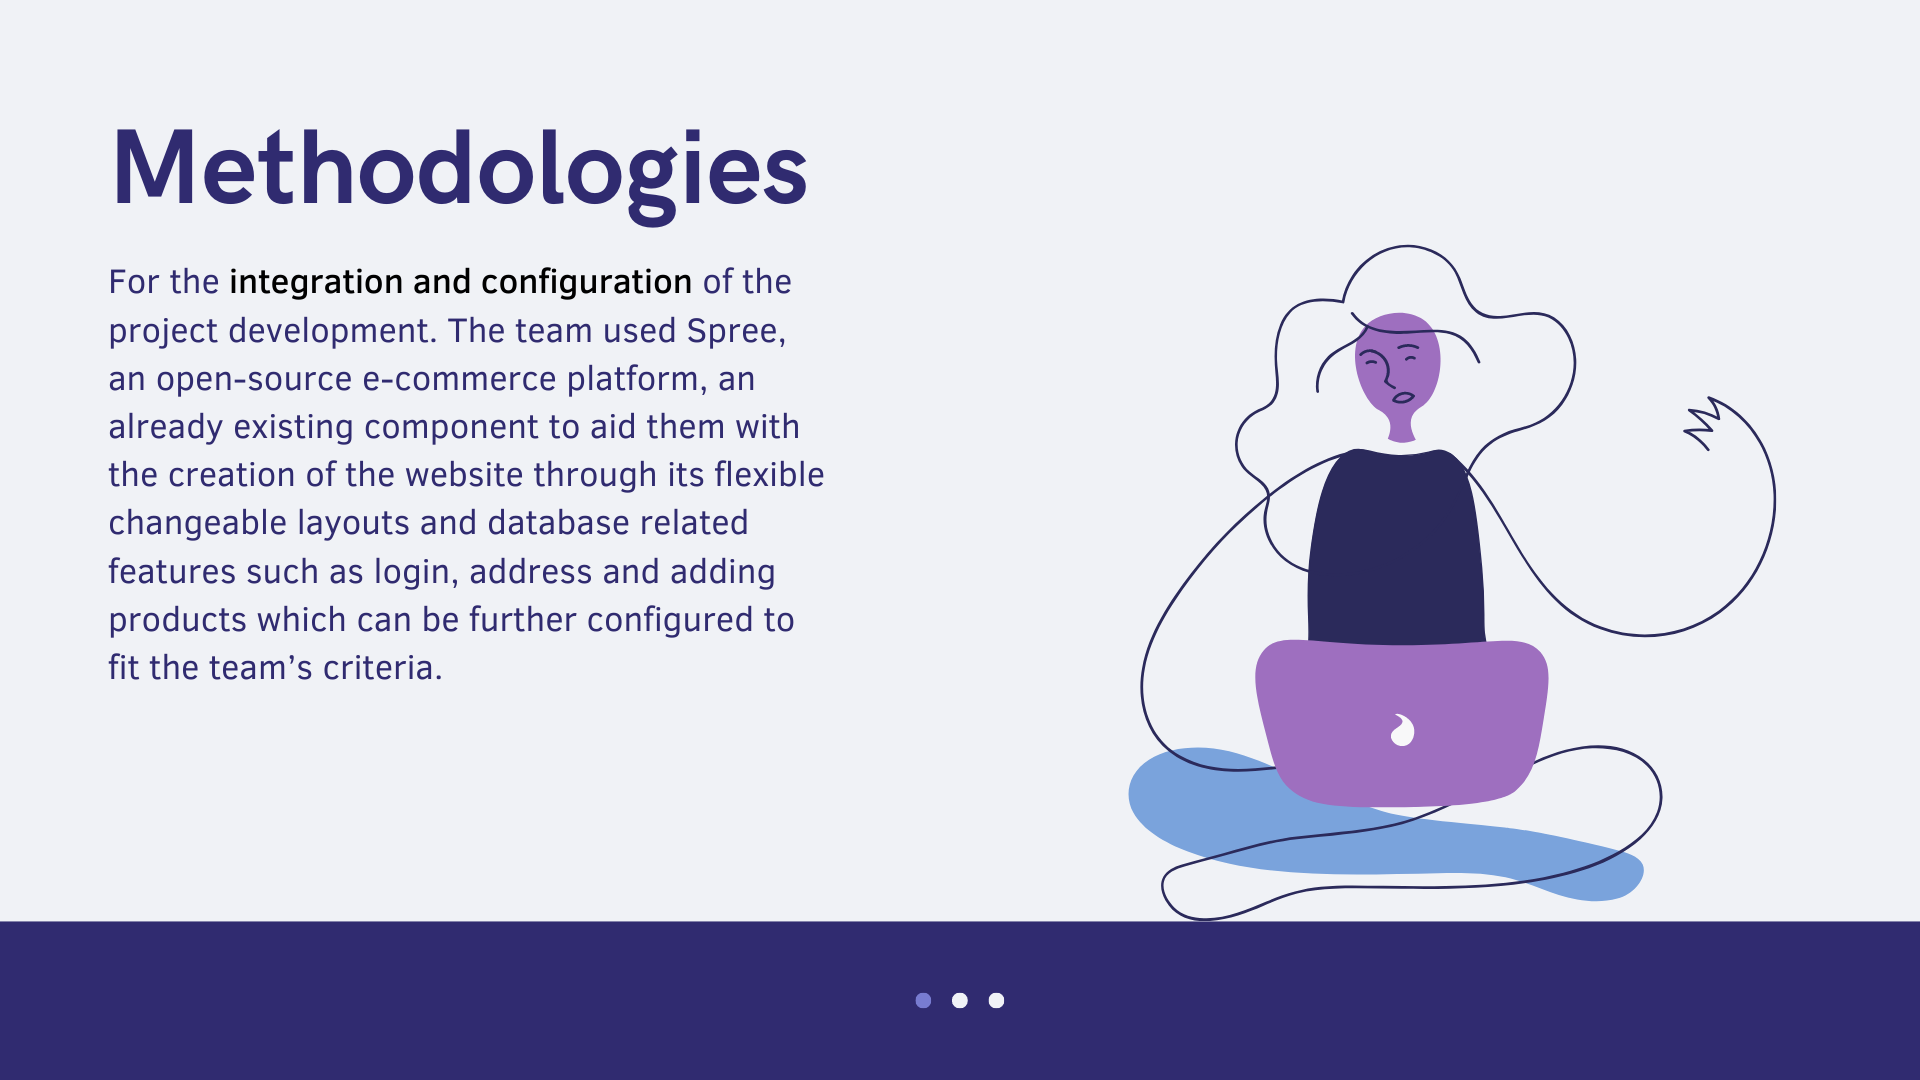 Methodologies
For the integration and configuration of the
project development. The team used Spree,
an open-source e-commerce platform, an
already existing component to aid them with
the creation of the website through its flexible
changeable layouts and database related
features such as login, address and adding
products which can be further configured to
fit the team’s criteria.